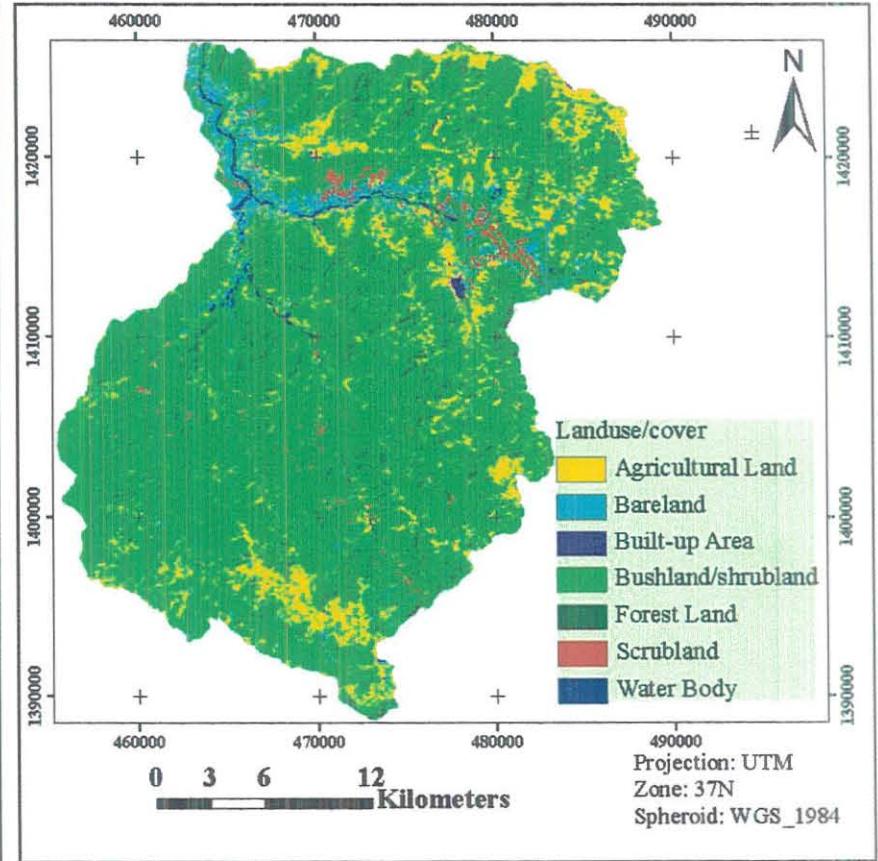 460000 470000 480000 490000
N
1420000 1420000
1410000 1410000
1400000 1400000
1390000 1390000
Landuse/cover
Agricultural Land
Bareland
Built-up Area
Bushland/shrubland
Forest Land
Scrubland
Water Body
460000 470000 480000 490000
0 3 6 12
Kilometers
Projection: UTM
Zone: 37N
Spheroid: WGS_1984